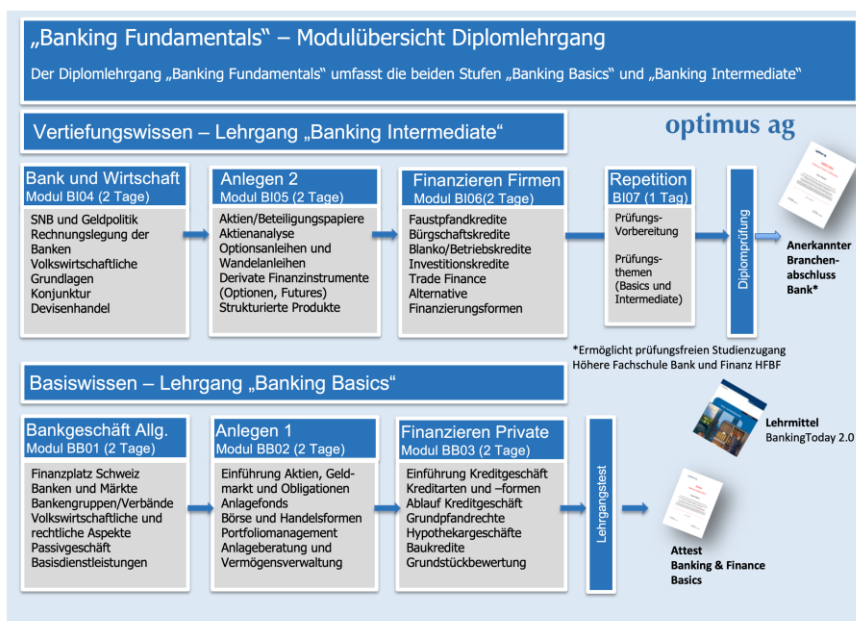 „Banking Fundamentals“ – Modulübersicht Diplomlehrgang
Der Diplomlehrgang „Banking Fundamentals“ umfasst die beiden Stufen „Banking Basics“ und „Banking Intermediate“
Vertiefungswissen – Lehrgang „Banking Intermediate“
optimus ag
Bank und Wirtschaft
Modul BI04 (2 Tage)
SNB und Geldpolitik
Rechnungslegung der
Banken
Volkswirtschaftliche
Grundlagen
Konjunktur
Devisenhandel
Anlegen 2
Modul BI05 (2 Tage)
Aktien/Beteiligungspapiere
Aktienanalyse
Optionsanleihen und
Wandelanleihen
Derivate Finanzinstrumente
(Optionen, Futures)
Strukturierte Produkte
Finanzieren Firmen
Modul BI06(2 Tage)
Faustpfandkredite
Bürgschaftskredite
Blanko/Betriebskredite
Investitionskredite
Trade Finance
Alternative
Finanzierungsformen
Repetition
BI07 (1 Tag)
Prüfungs-
Vorbereitung
Prüfungs-
themen
(Basics und
Intermediate)
Diplomprüfung
Anerkannter
Branchen-
abschluss
Bank*
*Ermöglicht prüfungsfreien Studienzugang
Höhere Fachschule Bank und Finanz HFBF
Basiswissen – Lehrgang „Banking Basics“
Bankgeschäft Allg.
Modul BB01 (2 Tage)
Finanzplatz Schweiz
Banken und Märkte
Bankengruppen/Verbände
Volkswirtschaftliche und
rechtliche Aspekte
Passivgeschäft
Basisdienstleistungen
Anlegen 1
Modul BB02 (2 Tage)
Einführung Aktien, Geld-
markt und Obligationen
Anlagefonds
Börse und Handelsformen
Portfoliomanagement
Anlageberatung und
Vermögensverwaltung
Finanzieren Private
Modul BB03 (2 Tage)
Einführung Kreditgeschäft
Kreditarten und –formen
Ablauf Kreditgeschäft
Grundpfandrechte
Hypothekargeschäfte
Baukredite
Grundstückbewertung
Lehrgangstest
Lehrmittel
BankingToday 2.0
Attest
Banking & Finance
Basics